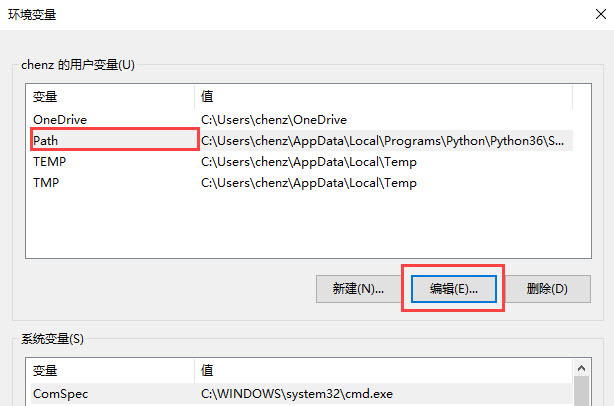 环境变量
chenz 的用户变量(U)
变量 值
OneDrive C:\Users\chenz\OneDrive
Path C:\Users\chenz\AppData\Local\Programs\Python\Python36\S...
TEMP C:\Users\chenz\AppData\Local\Temp
TMP C:\Users\chenz\AppData\Local\Temp
新建(N)... 编辑(E)... 删除(D)
系统变量(S)
变量 值
ComSpec C:\WINDOWS\system32\cmd.exe